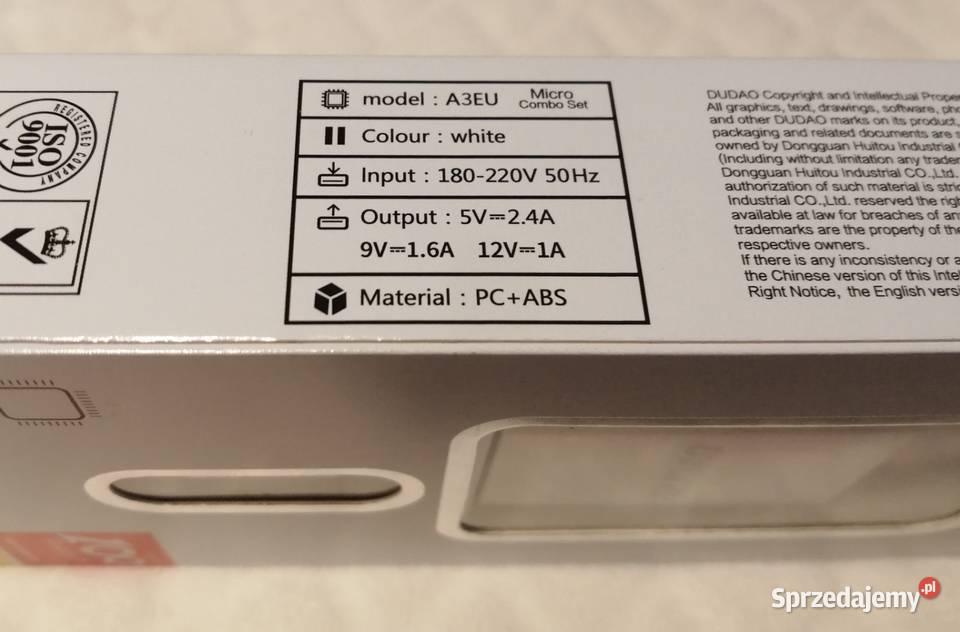 REGISTERED
ISO
9001
COMPANY
model : A3EU Micro
Combo Set
Colour : white
Input : 180-220V 50Hz
Output : 5V⎓2.4A
9V⎓1.6A 12V⎓1A
Material : PC+ABS
DUDAO Copyright and Intellectual
All graphics, text, drawings, software,
and other DUDAO marks on its product,
packaging and related documents are
owned by Dongguan Huitou Industrial
(Including without limitation any
Dongguan Huitou Industrial CO.,Ltd.
authorization of such material is
Industrial CO.,Ltd. reserved the
available at law for breaches of
trademarks are the property of the
respective owners.
If there is any inconsistency or
the Chinese version of this
Right Notice, the English
Sprzedajemy.pl